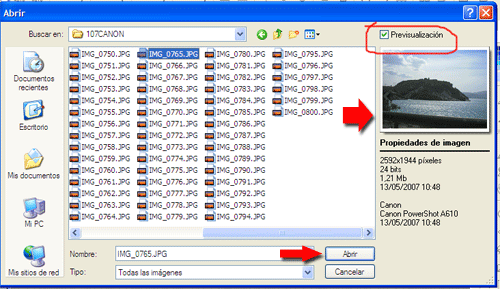 Abrir
Buscar en: 107CANON
Previsualización
Documentos recientes
Escritorio
Mis documentos
Mi PC
Mis sitios de red
IMG_0750.JPG
IMG_0751.JPG
IMG_0752.JPG
IMG_0753.JPG
IMG_0754.JPG
IMG_0755.JPG
IMG_0756.JPG
IMG_0757.JPG
IMG_0758.JPG
IMG_0759.JPG
IMG_0760.JPG
IMG_0761.JPG
IMG_0762.JPG
IMG_0763.JPG
IMG_0764.JPG
IMG_0765.JPG
IMG_0766.JPG
IMG_0767.JPG
IMG_0768.JPG
IMG_0769.JPG
IMG_0770.JPG
IMG_0771.JPG
IMG_0772.JPG
IMG_0773.JPG
IMG_0774.JPG
IMG_0775.JPG
IMG_0776.JPG
IMG_0777.JPG
IMG_0778.JPG
IMG_0779.JPG
IMG_0780.JPG
IMG_0781.JPG
IMG_0782.JPG
IMG_0783.JPG
IMG_0784.JPG
IMG_0785.JPG
IMG_0786.JPG
IMG_0787.JPG
IMG_0788.JPG
IMG_0789.JPG
IMG_0790.JPG
IMG_0791.JPG
IMG_0792.JPG
IMG_0793.JPG
IMG_0794.JPG
IMG_0795.JPG
IMG_0796.JPG
IMG_0797.JPG
IMG_0798.JPG
IMG_0799.JPG
IMG_0800.JPG
Propiedades de imagen
2592x1944 píxeles
24 bits
1,21 Mb
13/05/2007 10:48
Canon
Canon PowerShot A610
13/05/2007 10:48
Nombre: IMG_0765.JPG Abrir
Tipo: Todas las imágenes Cancelar